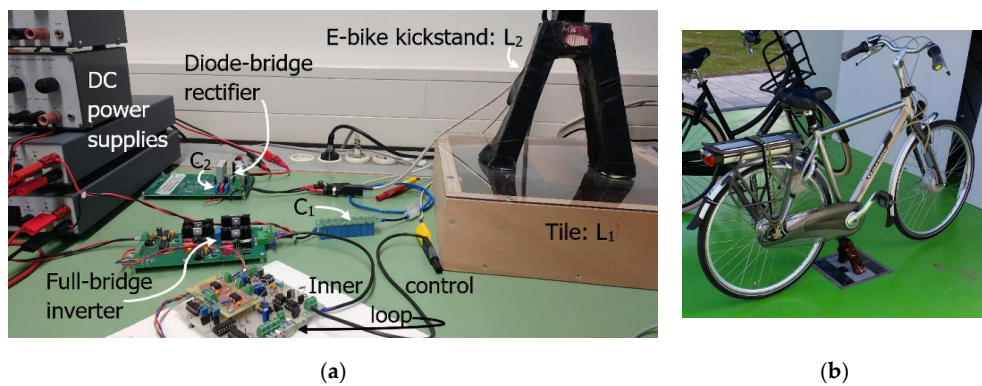 E-bike kickstand: L₂
Diode-bridge
rectifier
DC
power
supplies
C₂
C₁
Tile: L₁
Full-bridge
inverter
Inner control
loop
(a)
(b)